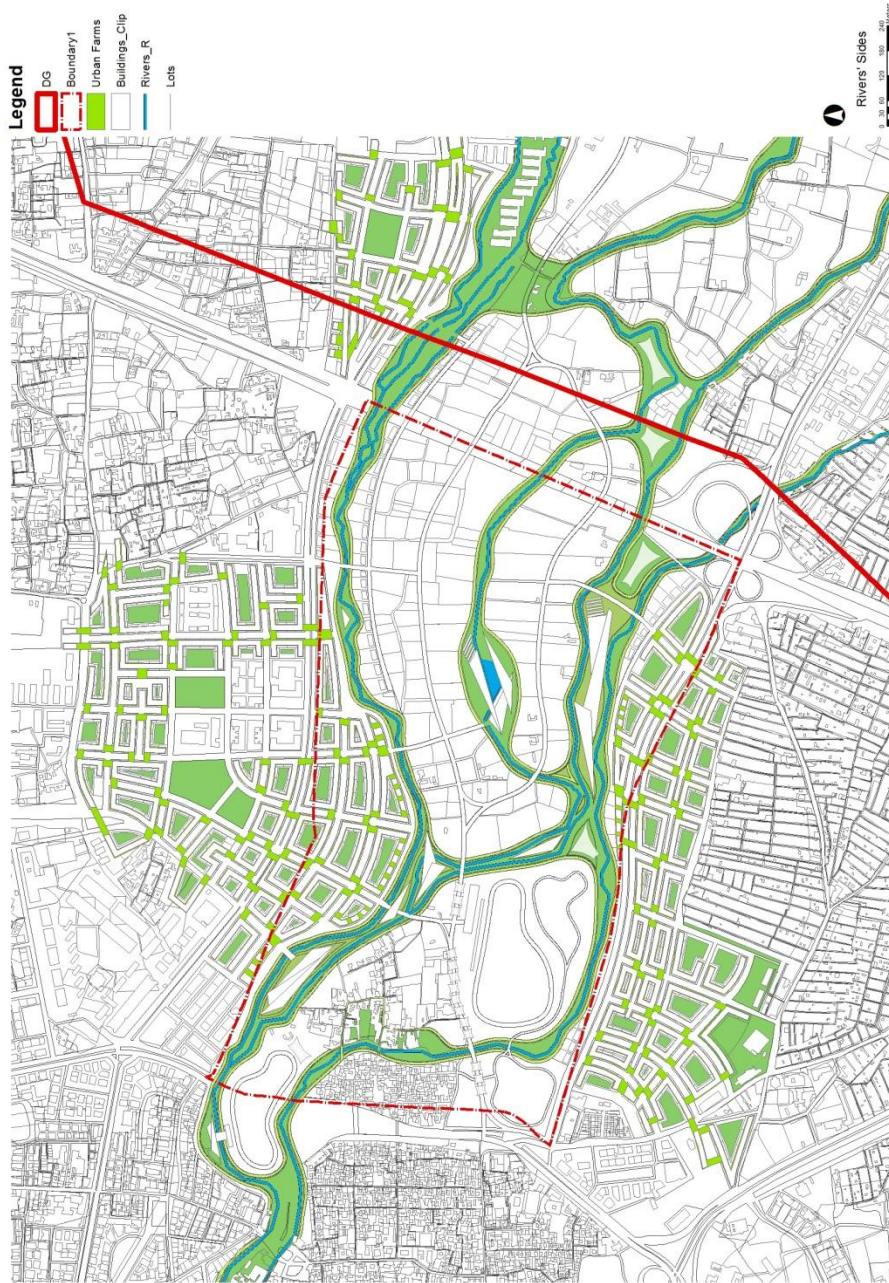 Legend
DG
Boundary1
Urban Farms
Buildings_Clip
Rivers_R
Lots
Rivers' Sides
0 30 60 120 180 240